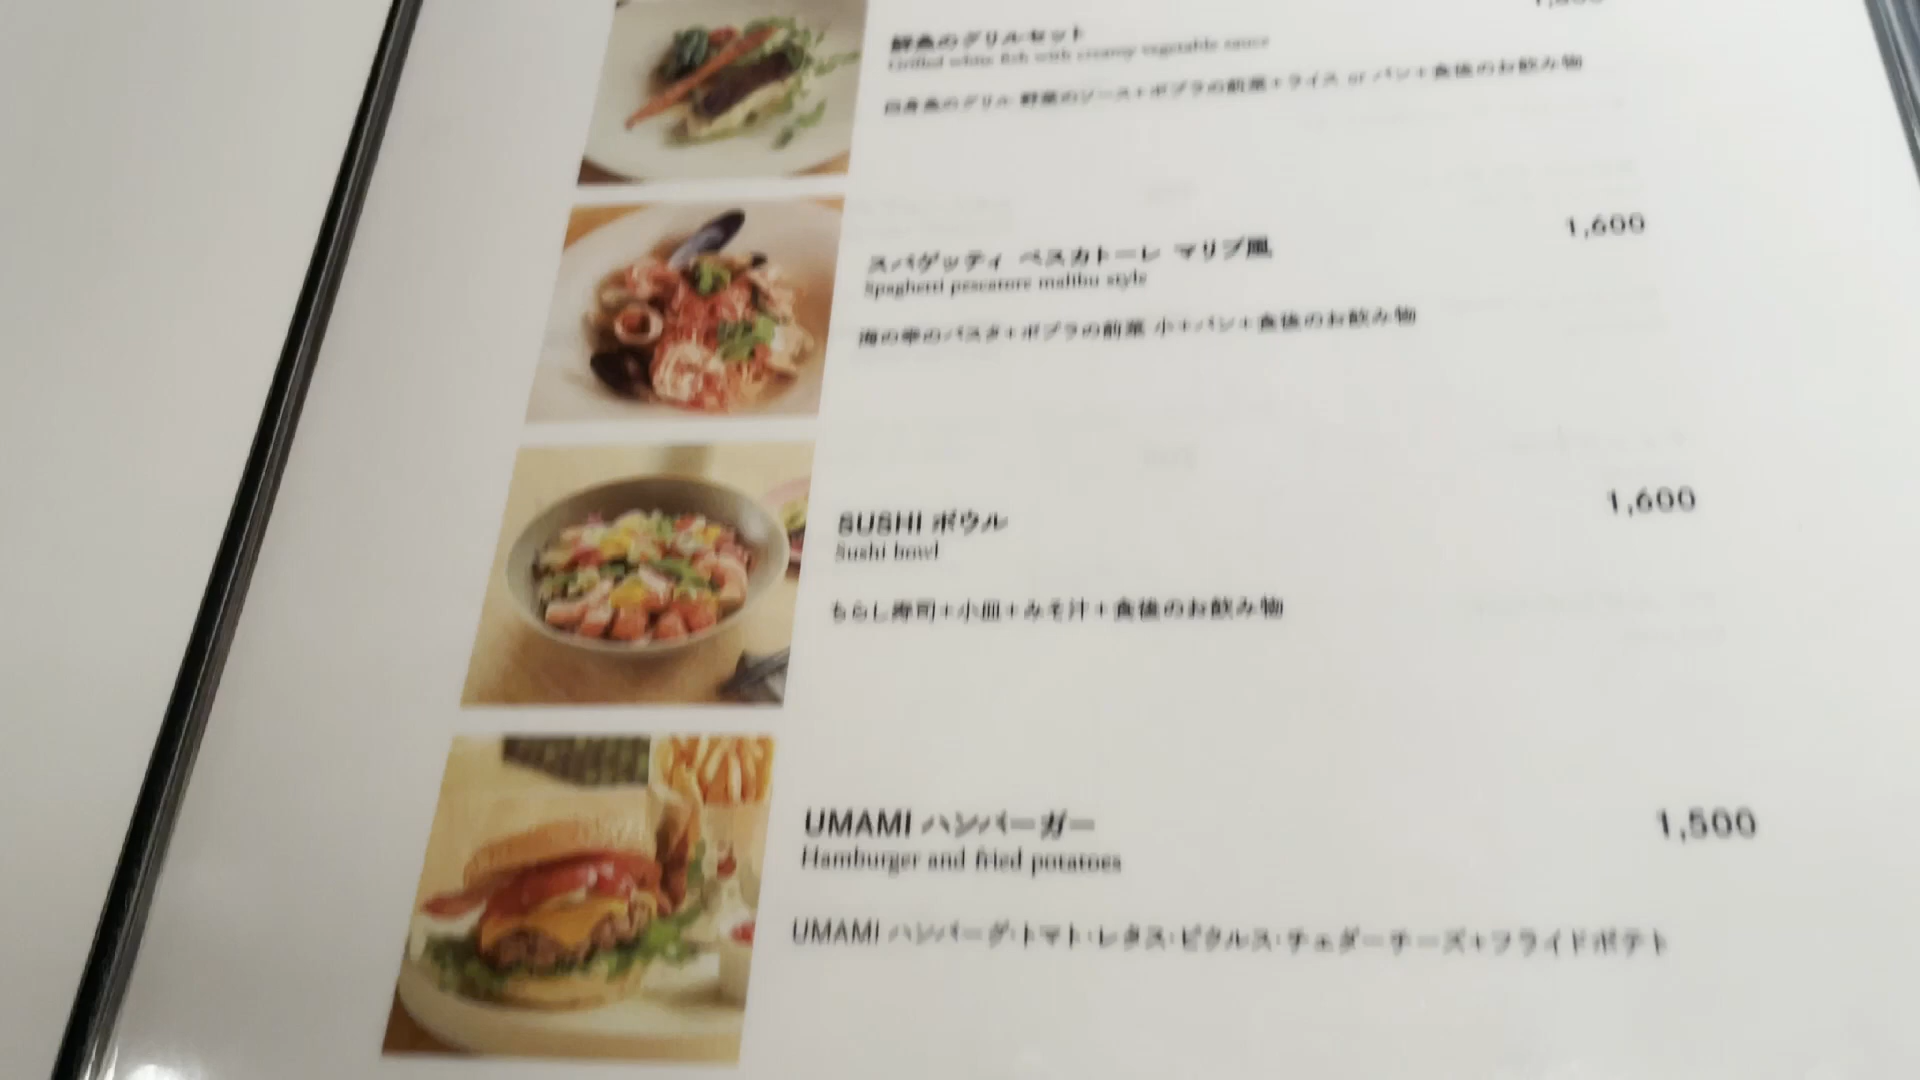 鮮魚のグリルセット
Grilled white fish with creamy vegetable sauce
白身魚のグリル 野菜のソース+ポプラの前菜+ライス or パン+食後のお飲み物
スパゲッティ ペスカトーレ マリブ風
1,600
Spaghetti pescatore malibu style
海の幸のパスタ+ポプラの前菜 小+パン+食後のお飲み物
SUSHI ボウル
1,600
Sushi bowl
ちらし寿司+小皿+みそ汁+食後のお飲み物
UMAMI ハンバーガー
1,500
Hamburger and fried potatoes
UMAMI ハンバーグ·トマト·レタス·ピクルス·チェダーチーズ+フライドポテト